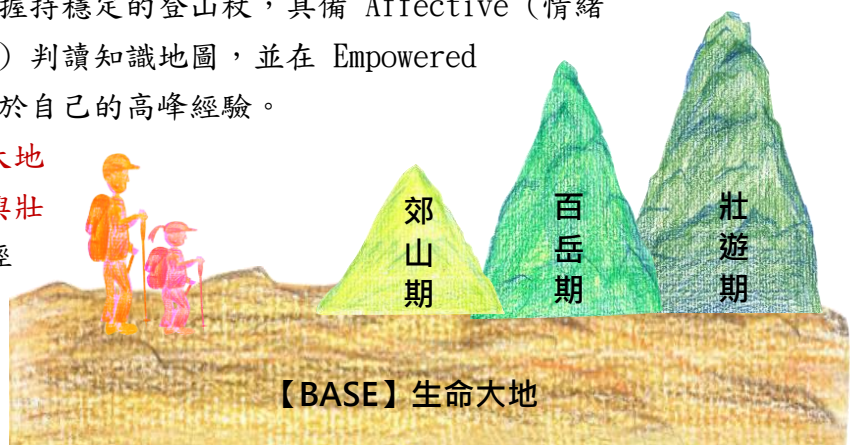 握持穩定的登山杖，具備 Affective（情緒
）判讀知識地圖，並在 Empowered
於自己的高峰經驗。
大地
與壯
郊山期
百岳期
壯遊期
【BASE】生命大地